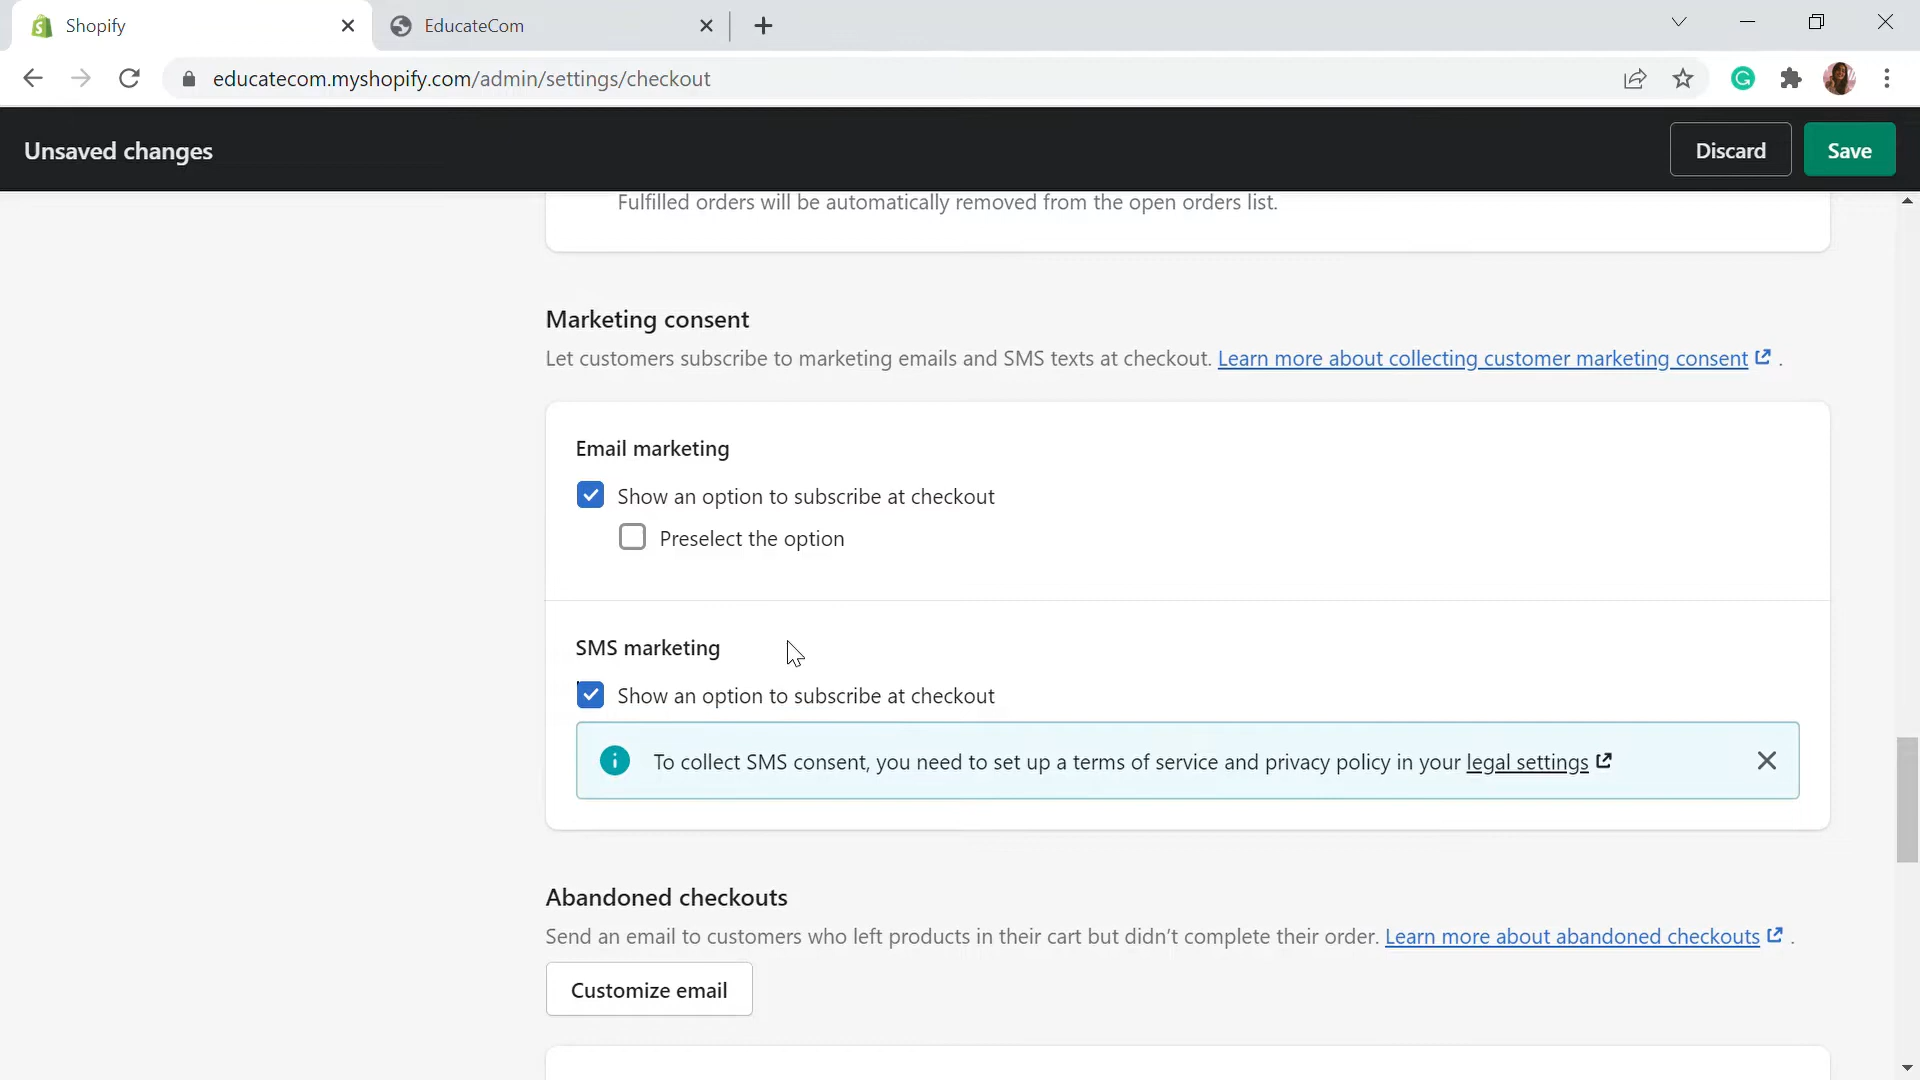 Shopify
EducateCom
educatecom.myshopify.com/admin/settings/checkout
Unsaved changes
Discard
Save
Fulfilled orders will be automatically removed from the open orders list.
Marketing consent
Let customers subscribe to marketing emails and SMS texts at checkout. Learn more about collecting customer marketing consent .
Email marketing
Show an option to subscribe at checkout
Preselect the option
SMS marketing
Show an option to subscribe at checkout
To collect SMS consent, you need to set up a terms of service and privacy policy in your legal settings
Abandoned checkouts
Send an email to customers who left products in their cart but didn't complete their order. Learn more about abandoned checkouts .
Customize email